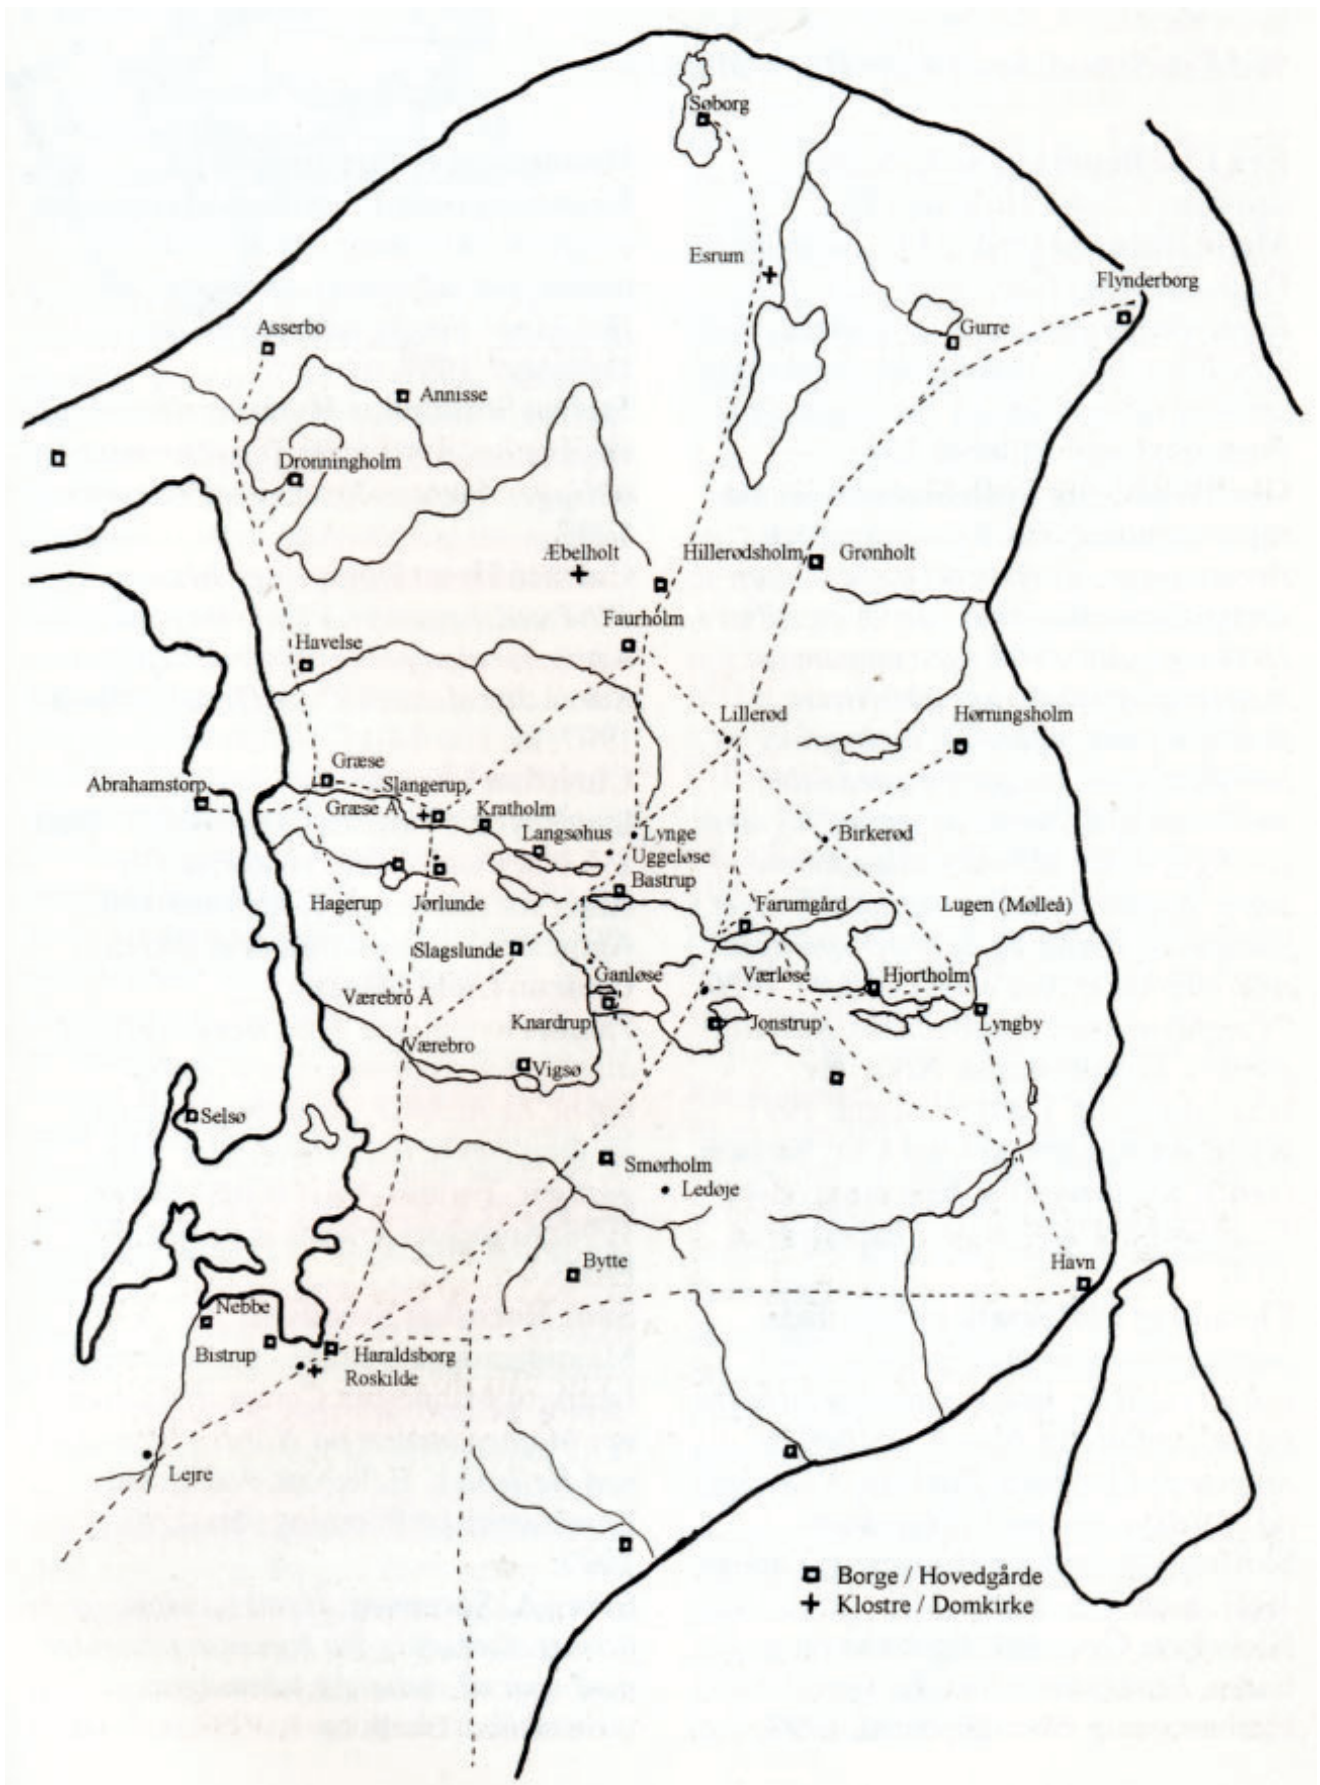 Søborg
Esrum
Flynderborg
Asserbo
Gurre
Annisse
Dronningholm
Æbelholt
Hillerødsholm
Grønholt
Faurholm
Havelse
Lillerød
Hørningsholm
Græse
Abrahamstorp
Slangerup
Græse Å
Kratholm
Langsøhus
Lynge
Birkerød
Uggeløse
Bastrup
Hagerup
Jørlunde
Farumgård
Lugen (Mølleå)
Slagslunde
Ganløse
Værløse
Hjortholm
Værebro Å
Knardrup
Jonstrup
Lyngby
Værebro
Vigsø
Selsø
Smørholm
Ledøje
Bytte
Havn
Nebbe
Bistrup
Haraldsborg
Roskilde
Lejre
Borge / Hovedgårde
Klostre / Domkirke